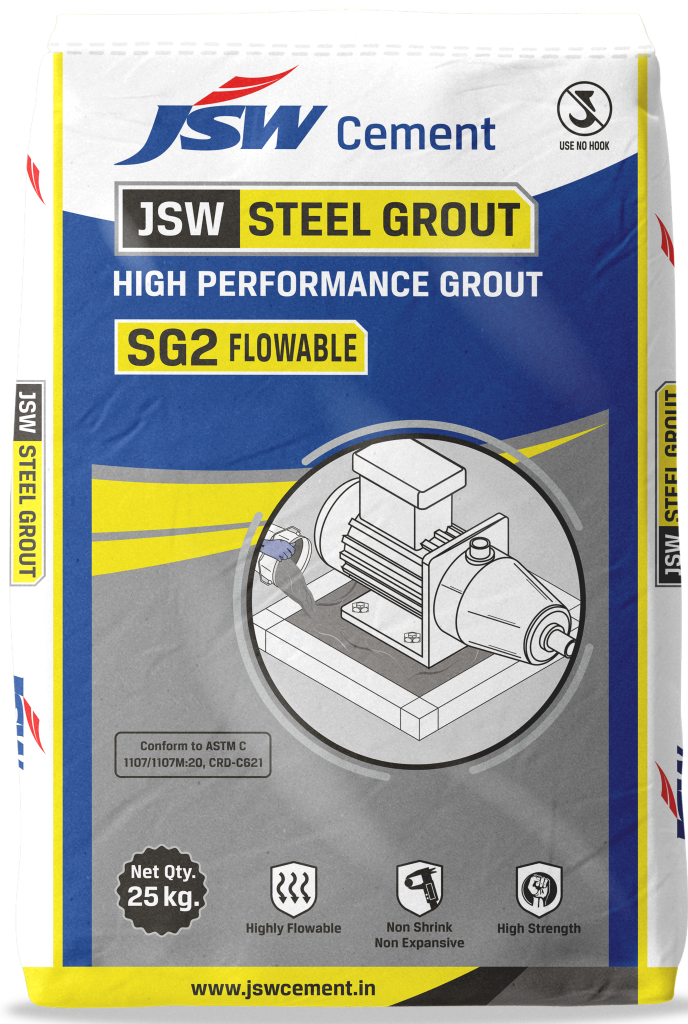 JSW Cement
USE NO HOOK
JSW STEEL GROUT
HIGH PERFORMANCE GROUT
SG2 FLOWABLE
JSW STEEL GROUT
JSW STEEL GROUT
Conform to ASTM C
1107/1107M:20, CRD-C621
Net Qty.
25 kg.
Highly Flowable
Non Shrink
Non Expansive
High Strength
www.jswcement.in